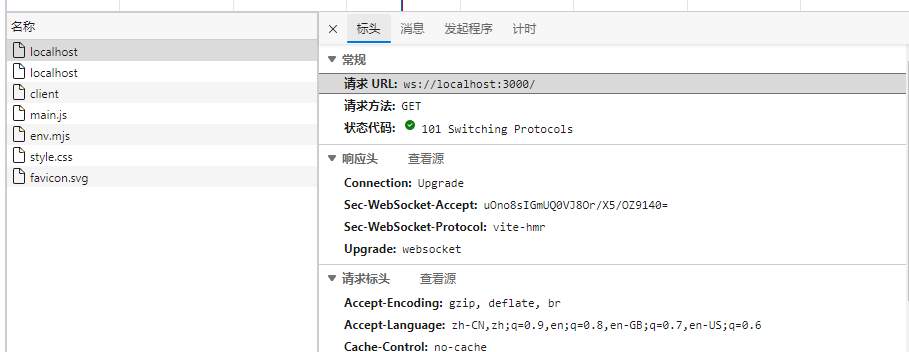 名称
localhost
localhost
client
main.js
env.mjs
style.css
favicon.svg
× 标头 消息 发起程序 计时
▼ 常规
请求 URL: ws://localhost:3000/
请求方法: GET
状态代码: 101 Switching Protocols
▼ 响应头 查看源
Connection: Upgrade
Sec-WebSocket-Accept: uOno8sIGmUQ0VJ8Or/X5/OZ9140=
Sec-WebSocket-Protocol: vite-hmr
Upgrade: websocket
▼ 请求标头 查看源
Accept-Encoding: gzip, deflate, br
Accept-Language: zh-CN,zh;q=0.9,en;q=0.8,en-GB;q=0.7,en-US;q=0.6
Cache-Control: no-cache